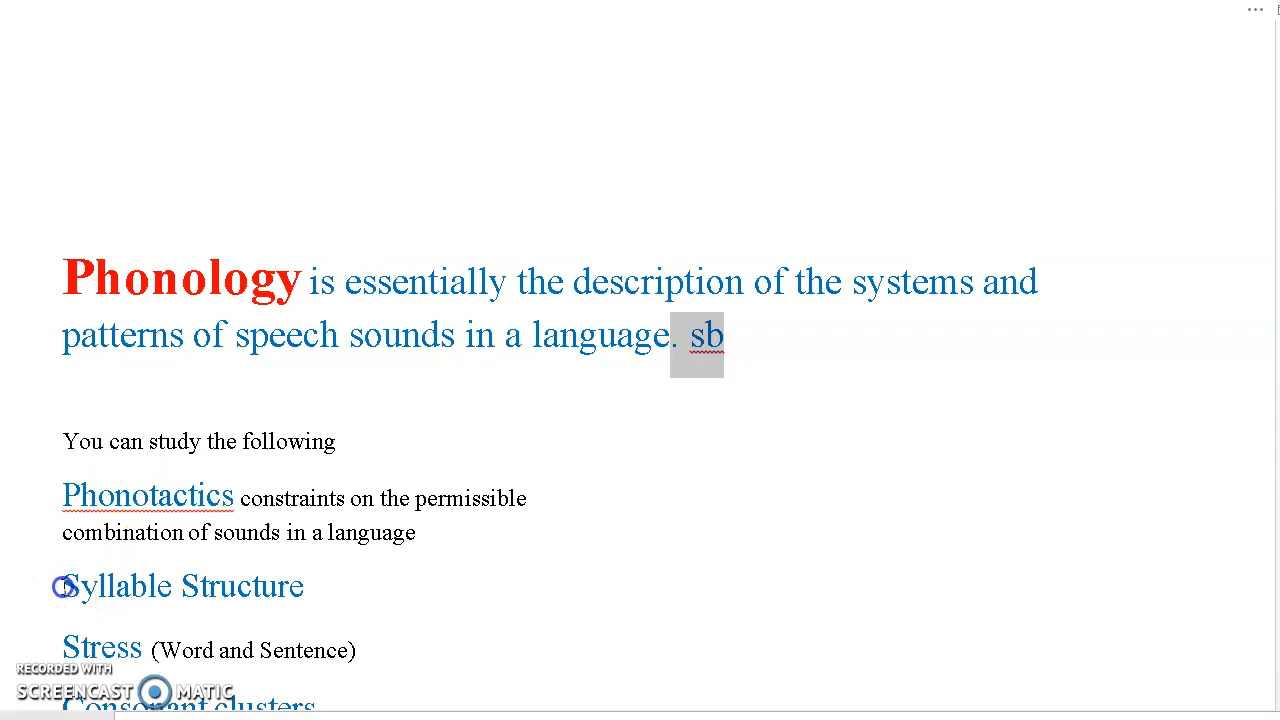 Phonology is essentially the description of the systems and
patterns of speech sounds in a language. sb
You can study the following
Phonotactics constraints on the permissible
combination of sounds in a language
Syllable Structure
Stress (Word and Sentence)
Consonant clusters
RECORDED WITH
SCREENCAST MATIC